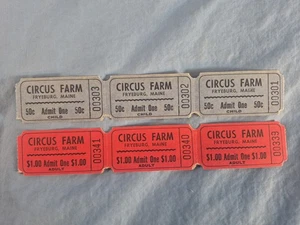 CIRCUS FARM
FRYEBURG, MAINE
50c Admit One 50c
CHILD
00303
CIRCUS FARM
FRYEBURG, MAINE
50c Admit One 50c
CHILD
00302
CIRCUS FARM
FRYEBURG, MAINE
50c Admit One 50c
CHILD
00301
CIRCUS FARM
FRYEBURG, MAINE
$1.00 Admit One $1.00
ADULT
00341
CIRCUS FARM
FRYEBURG, MAINE
$1.00 Admit One $1.00
ADULT
00340
CIRCUS FARM
FRYEBURG, MAINE
$1.00 Admit One $1.00
ADULT
00339